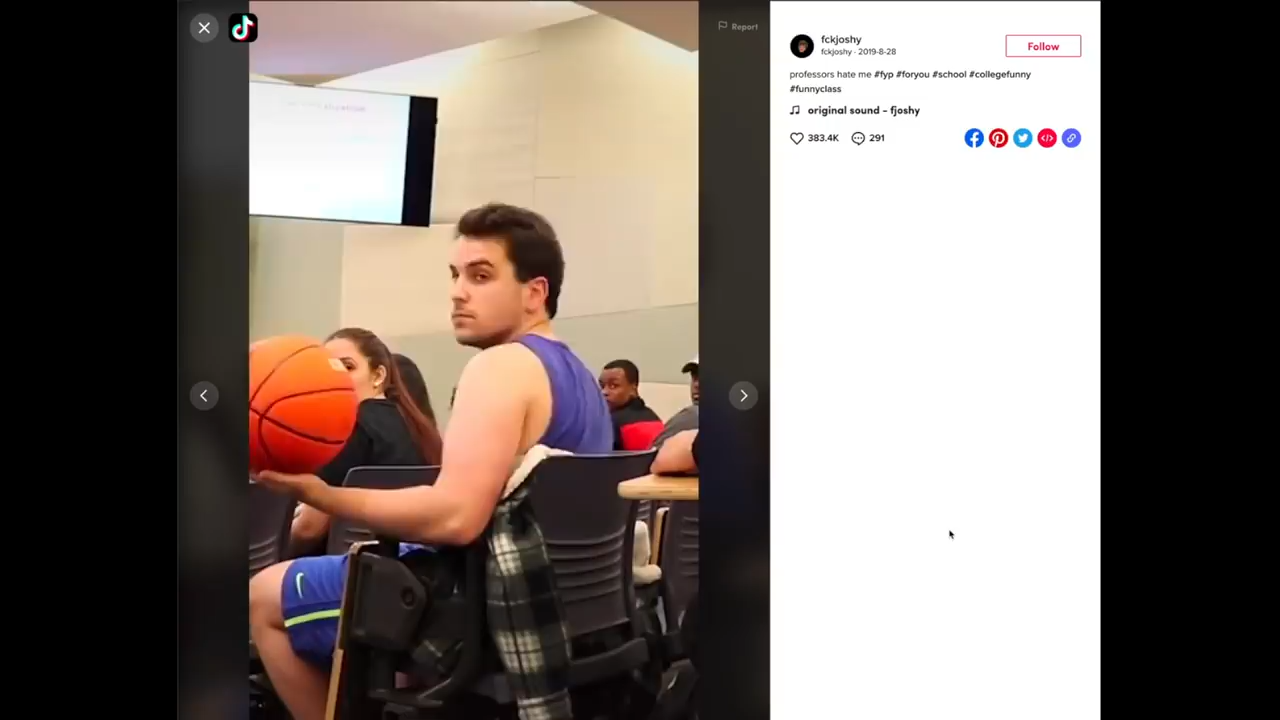 Report
fckjoshy
fckjoshy · 2019-8-28
Follow
professors hate me #fyp #foryou #school #collegefunny
#funnyclass
original sound - fjoshy
383.4K
291